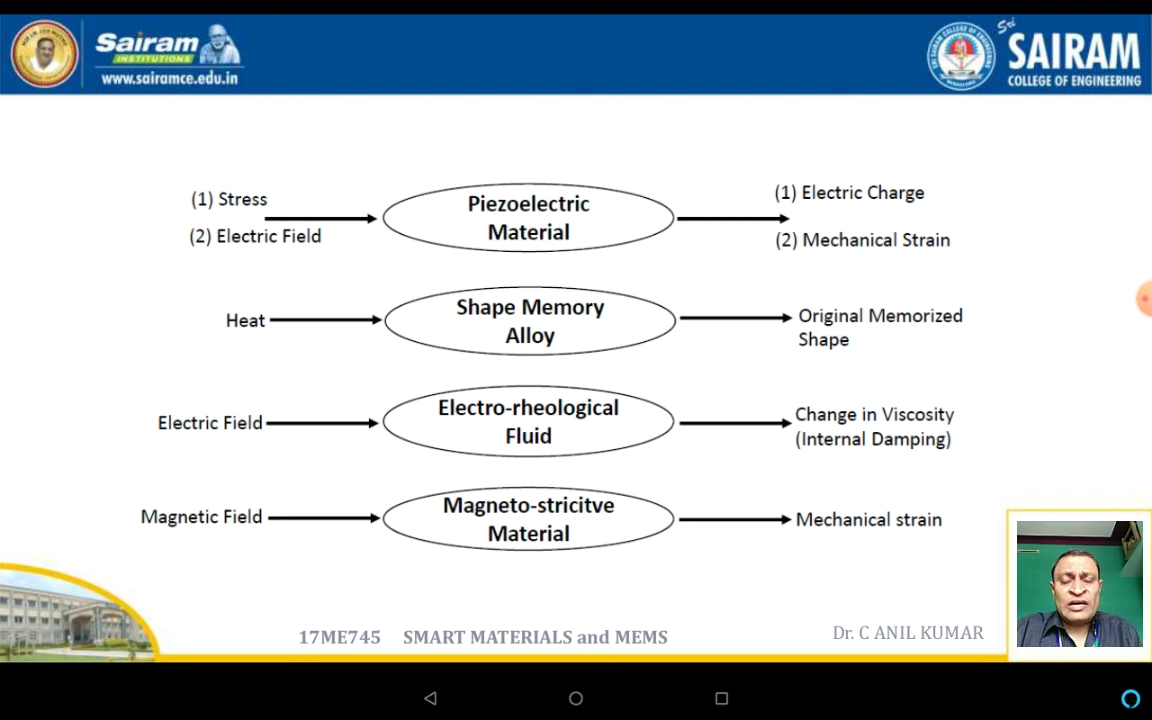 Sairam
INSTITUTIONS
www.sairamce.edu.in
Sri
SAIRAM
COLLEGE OF ENGINEERING
(1) Stress
(2) Electric Field
Piezoelectric
Material
(1) Electric Charge
(2) Mechanical Strain
Heat
Shape Memory
Alloy
Original Memorized
Shape
Electric Field
Electro-rheological
Fluid
Change in Viscosity
(Internal Damping)
Magnetic Field
Magneto-stricitve
Material
Mechanical strain
17ME745 SMART MATERIALS and MEMS
Dr. C ANIL KUMAR